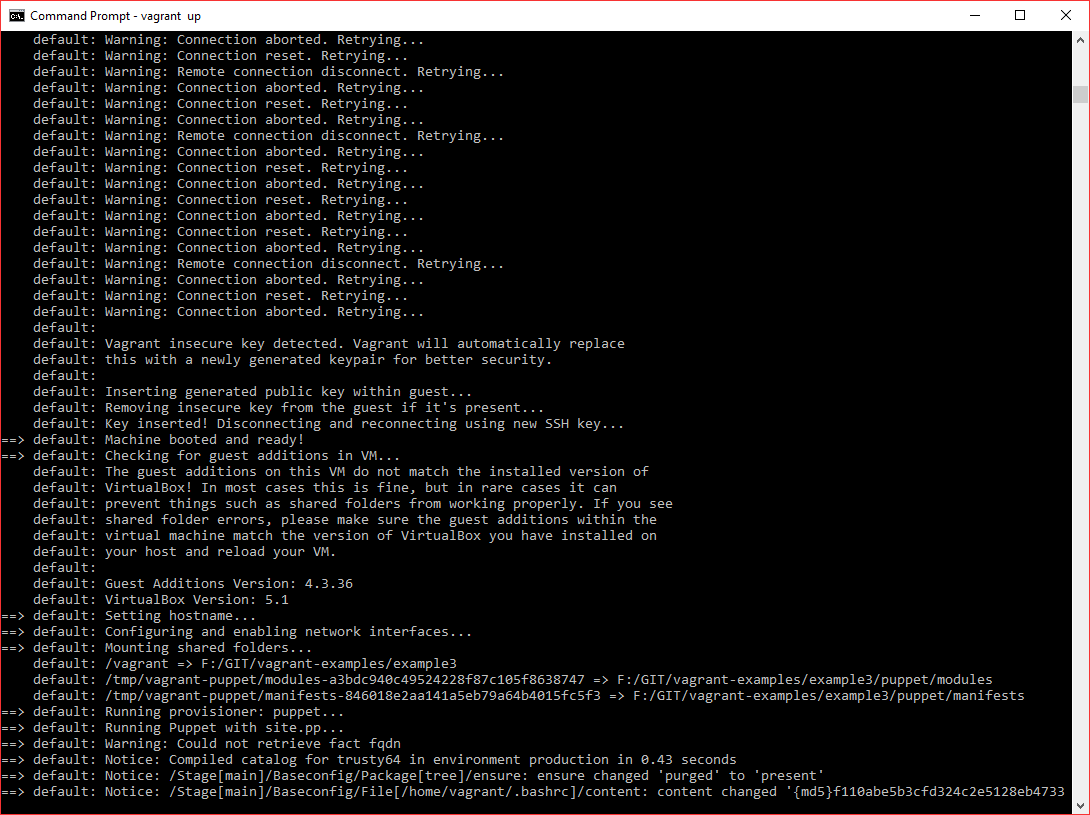 Command Prompt - vagrant  up
default: Warning: Connection aborted. Retrying...
default: Warning: Connection reset. Retrying...
default: Warning: Remote connection disconnect. Retrying...
default: Warning: Connection aborted. Retrying...
default: Warning: Connection reset. Retrying...
default: Warning: Connection aborted. Retrying...
default: Warning: Remote connection disconnect. Retrying...
default: Warning: Connection aborted. Retrying...
default: Warning: Connection reset. Retrying...
default: Warning: Connection aborted. Retrying...
default: Warning: Connection reset. Retrying...
default: Warning: Connection aborted. Retrying...
default: Warning: Connection reset. Retrying...
default: Warning: Connection aborted. Retrying...
default: Warning: Remote connection disconnect. Retrying...
default: Warning: Connection aborted. Retrying...
default: Warning: Connection reset. Retrying...
default: Warning: Connection aborted. Retrying...
default:
default: Vagrant insecure key detected. Vagrant will automatically replace
default: this with a newly generated keypair for better security.
default:
default: Inserting generated public key within guest...
default: Removing insecure key from the guest if it's present...
default: Key inserted! Disconnecting and reconnecting using new SSH key...
==> default: Machine booted and ready!
==> default: Checking for guest additions in VM...
default: The guest additions on this VM do not match the installed version of
default: VirtualBox! In most cases this is fine, but in rare cases it can
default: prevent things such as shared folders from working properly. If you see
default: shared folder errors, please make sure the guest additions within the
default: virtual machine match the version of VirtualBox you have installed on
default: your host and reload your VM.
default:
default: Guest Additions Version: 4.3.36
default: VirtualBox Version: 5.1
==> default: Setting hostname...
==> default: Configuring and enabling network interfaces...
==> default: Mounting shared folders...
default: /vagrant => F:/GIT/vagrant-examples/example3
default: /tmp/vagrant-puppet/modules-a3bdc940c49524228f87c105f8638747 => F:/GIT/vagrant-examples/example3/puppet/modules
default: /tmp/vagrant-puppet/manifests-846018e2aa141a5eb79a64b4015fc5f3 => F:/GIT/vagrant-examples/example3/puppet/manifests
==> default: Running provisioner: puppet...
==> default: Running Puppet with site.pp...
==> default: Warning: Could not retrieve fact fqdn
==> default: Notice: Compiled catalog for trusty64 in environment production in 0.43 seconds
==> default: Notice: /Stage[main]/Baseconfig/Package[tree]/ensure: ensure changed 'purged' to 'present'
==> default: Notice: /Stage[main]/Baseconfig/File[/home/vagrant/.bashrc]/content: content changed '{md5}f110abe5b3cfd324c2e5128eb4733